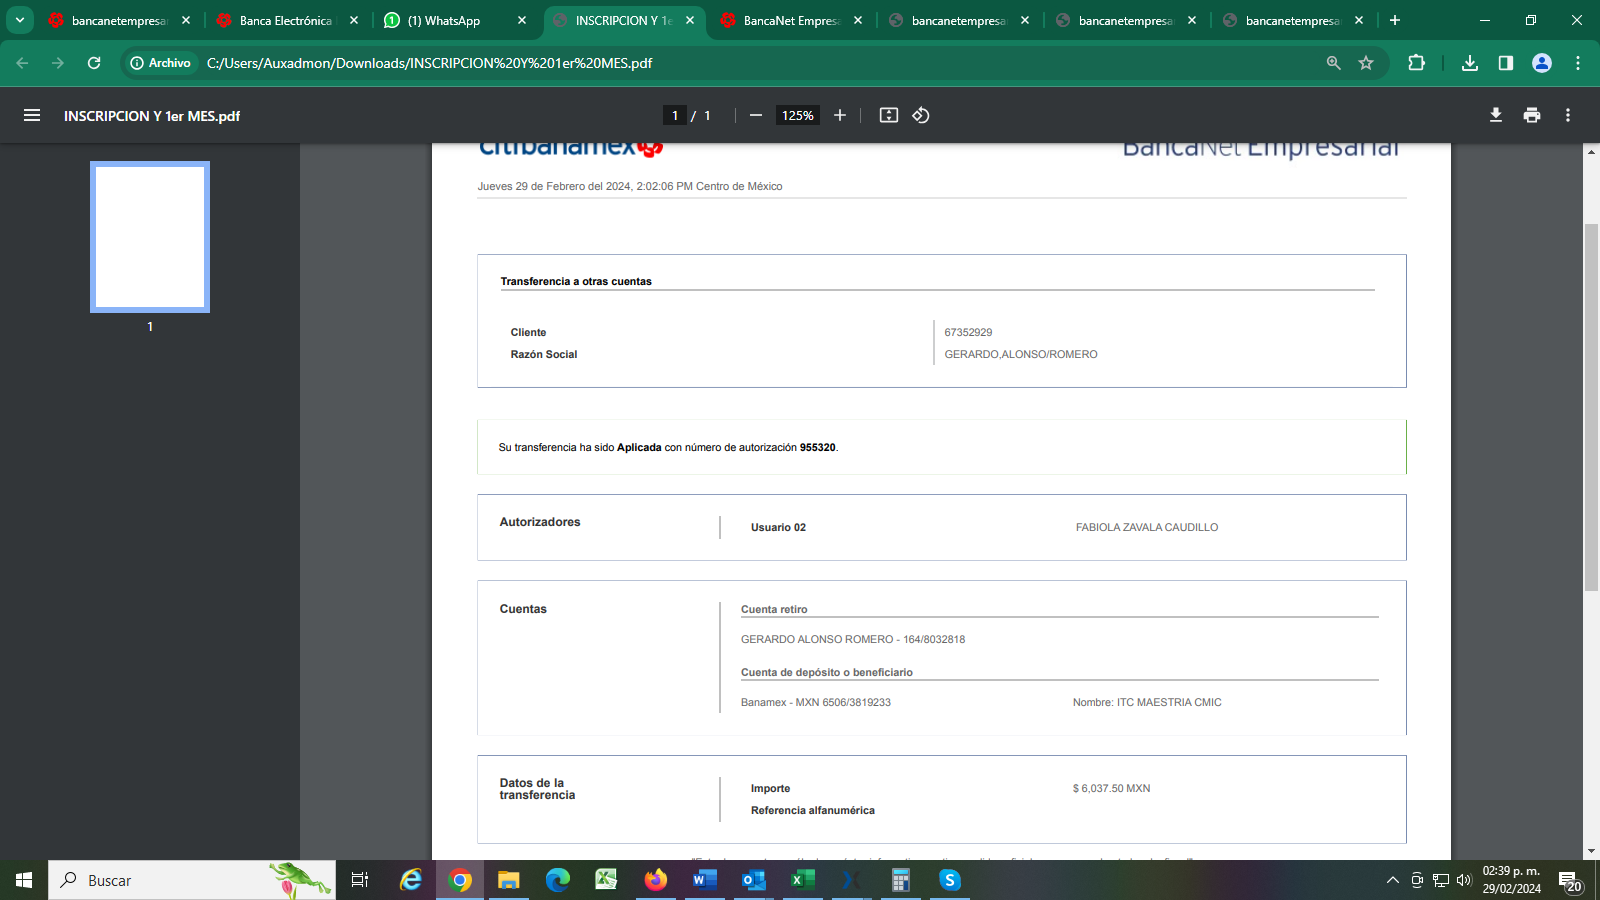 bancanetempresar
Banca Electrónica
(1) WhatsApp
INSCRIPCION Y 1e
BancaNet Empresa
bancanetempresa
bancanetempresa
bancanetempresa
Archivo
C:/Users/Auxadmon/Downloads/INSCRIPCION%20Y%201er%20MES.pdf
INSCRIPCION Y 1er MES.pdf
1 / 1
125%
1
citibanamex
BancaNet Empresarial
Jueves 29 de Febrero del 2024, 2:02:06 PM Centro de México
Transferencia a otras cuentas
Cliente 67352929
Razón Social GERARDO,ALONSO/ROMERO
Su transferencia ha sido Aplicada con número de autorización 955320.
Autorizadores Usuario 02 FABIOLA ZAVALA CAUDILLO
Cuentas
Cuenta retiro
GERARDO ALONSO ROMERO - 164/8032818
Cuenta de depósito o beneficiario
Banamex - MXN 6506/3819233 Nombre: ITC MAESTRIA CMIC
Datos de la
transferencia
Importe $ 6,037.50 MXN
Referencia alfanumérica
Buscar
02:39 p. m.
29/02/2024
20